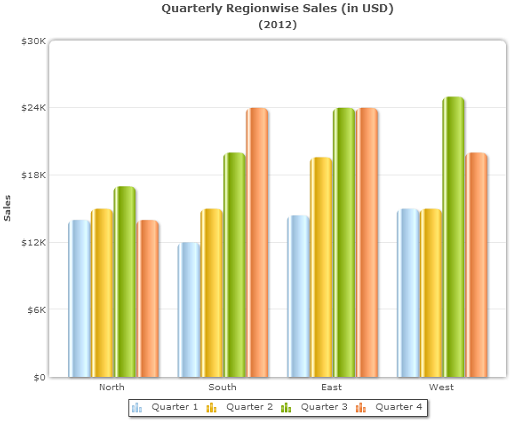 Quarterly Regionwise Sales (in USD)
(2012)
$30K
$24K
$18K
$12K
$6K
$0
Sales
North South East West
Quarter 1 Quarter 2 Quarter 3 Quarter 4